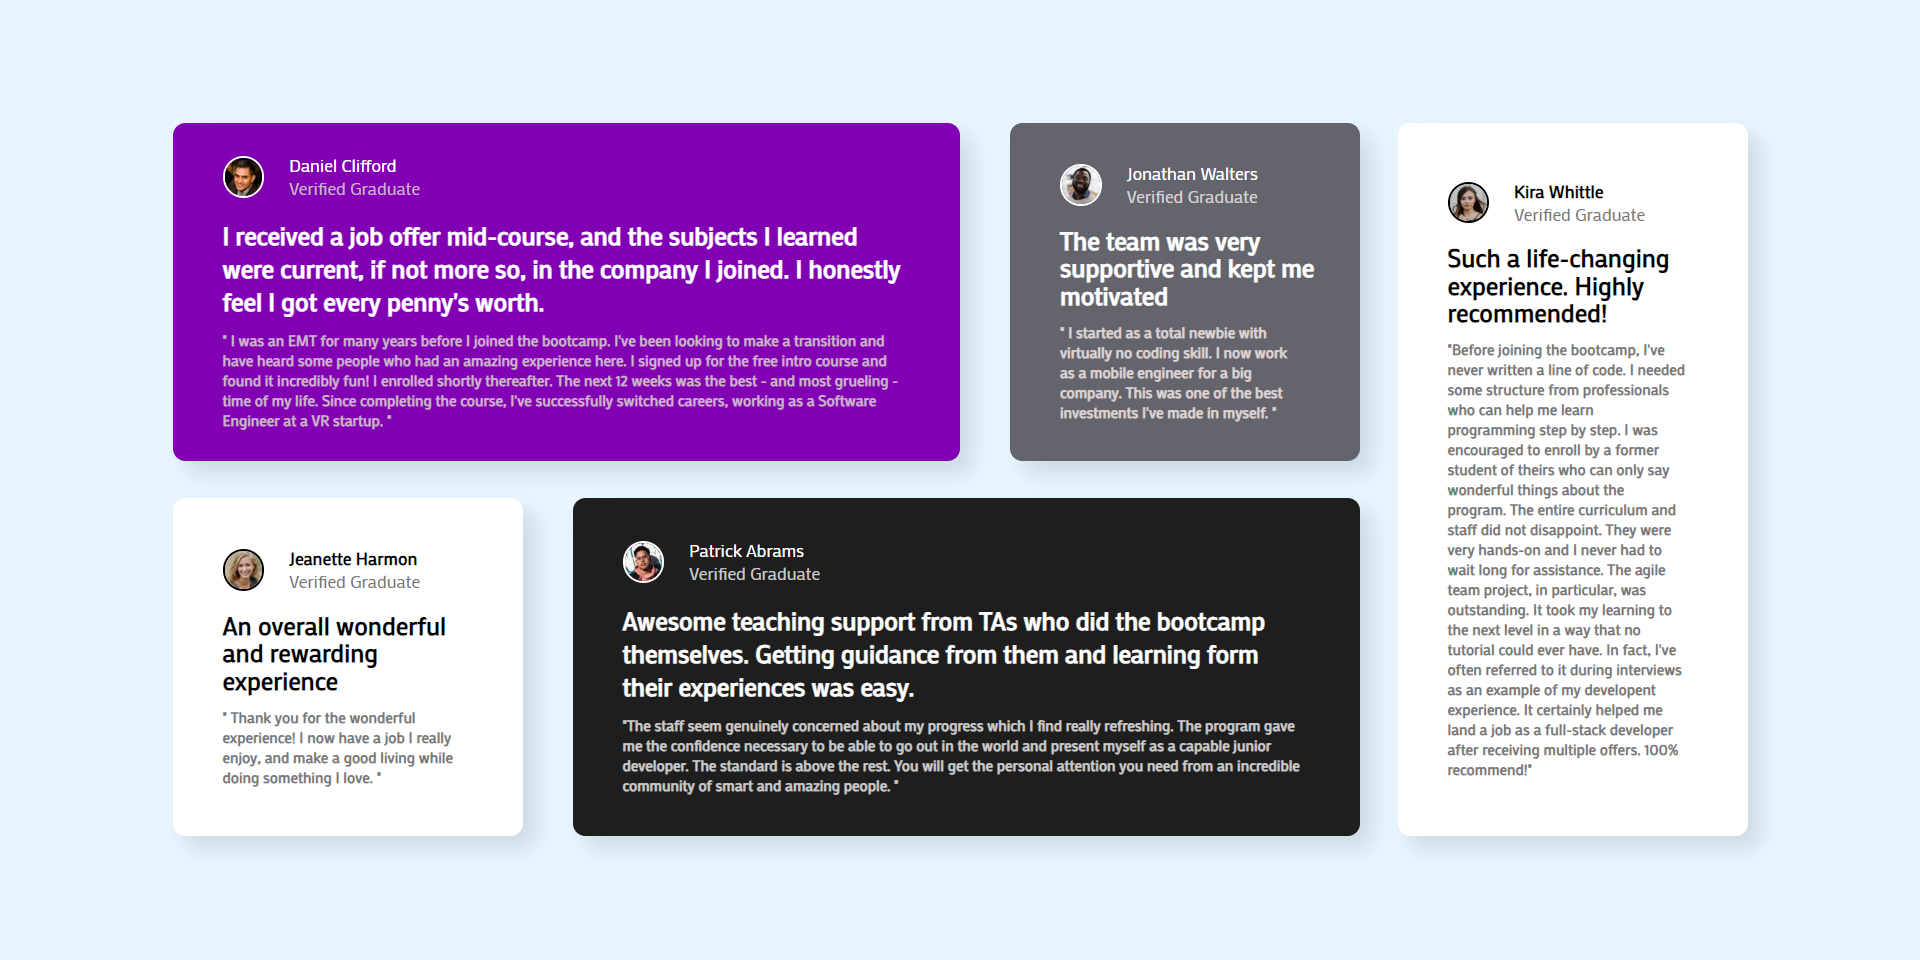 Daniel Clifford
Verified Graduate
I received a job offer mid-course, and the subjects I learned
were current, if not more so, in the company I joined. I honestly
feel I got every penny's worth.
" I was an EMT for many years before I joined the bootcamp. I've been looking to make a transition and
have heard some people who had an amazing experience here. I signed up for the free intro course and
found it incredibly fun! I enrolled shortly thereafter. The next 12 weeks was the best - and most grueling -
time of my life. Since completing the course, I've successfully switched careers, working as a Software
Engineer at a VR startup. "
Jonathan Walters
Verified Graduate
The team was very
supportive and kept me
motivated
" I started as a total newbie with
virtually no coding skill. I now work
as a mobile engineer for a big
company. This was one of the best
investments I've made in myself. "
Kira Whittle
Verified Graduate
Such a life-changing
experience. Highly
recommended!
"Before joining the bootcamp, I've
never written a line of code. I needed
some structure from professionals
who can help me learn
programming step by step. I was
encouraged to enroll by a former
student of theirs who can only say
wonderful things about the
program. The entire curriculum and
staff did not disappoint. They were
very hands-on and I never had to
wait long for assistance. The agile
team project, in particular, was
outstanding. It took my learning to
the next level in a way that no
tutorial could ever have. In fact, I've
often referred to it during interviews
as an example of my developent
experience. It certainly helped me
land a job as a full-stack developer
after receiving multiple offers. 100%
recommend!"
Jeanette Harmon
Verified Graduate
An overall wonderful
and rewarding
experience
" Thank you for the wonderful
experience! I now have a job I really
enjoy, and make a good living while
doing something I love. "
Patrick Abrams
Verified Graduate
Awesome teaching support from TAs who did the bootcamp
themselves. Getting guidance from them and learning form
their experiences was easy.
"The staff seem genuinely concerned about my progress which I find really refreshing. The program gave
me the confidence necessary to be able to go out in the world and present myself as a capable junior
developer. The standard is above the rest. You will get the personal attention you need from an incredible
community of smart and amazing people. "